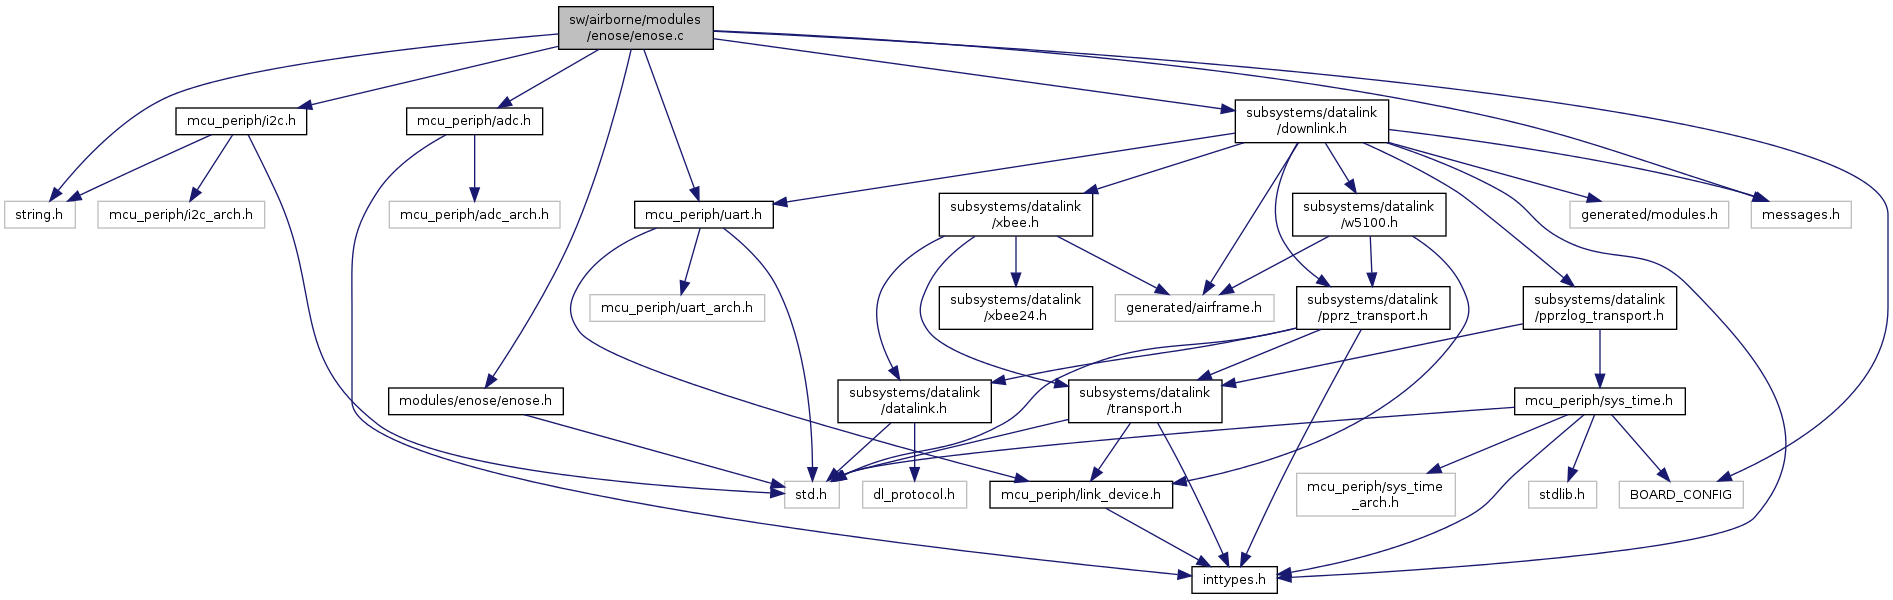 sw/airborne/modules
/enose/enose.c
mcu_periph/i2c.h
mcu_periph/adc.h
subsystems/datalink
/downlink.h
string.h
mcu_periph/i2c_arch.h
mcu_periph/adc_arch.h
mcu_periph/uart.h
subsystems/datalink
/xbee.h
subsystems/datalink
/w5100.h
generated/modules.h
messages.h
mcu_periph/uart_arch.h
subsystems/datalink
/xbee24.h
generated/airframe.h
subsystems/datalink
/pprz_transport.h
subsystems/datalink
/pprzlog_transport.h
modules/enose/enose.h
subsystems/datalink
/datalink.h
subsystems/datalink
/transport.h
mcu_periph/sys_time.h
std.h
dl_protocol.h
mcu_periph/link_device.h
mcu_periph/sys_time
_arch.h
stdlib.h
BOARD_CONFIG
inttypes.h